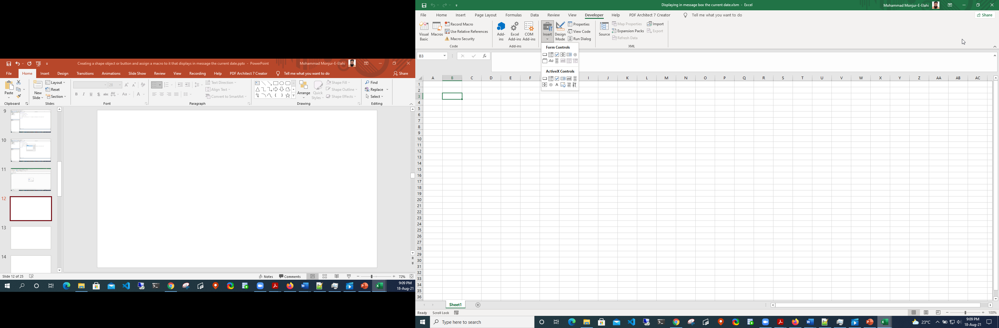 Creating a shape object or button and assign a macro to it that displays in message the current date.pptx - PowerPoint
Mohammad Monjur-E-Elahi
File Home Insert Design Transitions Animations Slide Show Review View Recording Help PDF Architect 7 Creator Tell me what you want to do Share
Paste
Clipboard
New Slide
Layout
Reset
Section
Slides
28
B I U S abc AV Aa A
Font
Text Direction
Align Text
Convert to SmartArt
Paragraph
Arrange
Quick Styles
Shape Fill
Shape Outline
Shape Effects
Drawing
Find
Replace
Select
Editing
9
10
11
12
13
14
Slide 12 of 25
Notes Comments 72%
9:09 PM
18-Aug-21
Displaying in message box the current date.xlsm - Excel
Mohammad Monjur-E-Elahi
File Home Insert Page Layout Formulas Data Review View Developer Help PDF Architect 7 Creator Tell me what you want to do Share
Visual Basic
Macros
Record Macro
Use Relative References
Macro Security
Code
Add-ins
Excel Add-ins
COM Add-ins
Add-ins
Insert
Design Mode
Properties
View Code
Run Dialog
Source
Map Properties
Expansion Packs
Refresh Data
Import
Export
XML
Form Controls
Aa
ActiveX Controls
A
B3
fx
A B C D E F I J K L M N O P Q R S T U V W X Y Z AA AB AC
1
2
3
4
5
6
7
8
9
10
11
12
13
14
15
16
17
18
19
20
21
22
23
24
25
26
27
28
29
30
31
32
33
34
35
36
Sheet1
Ready Scroll Lock 100%
Type here to search
23°C
9:09 PM
18-Aug-21